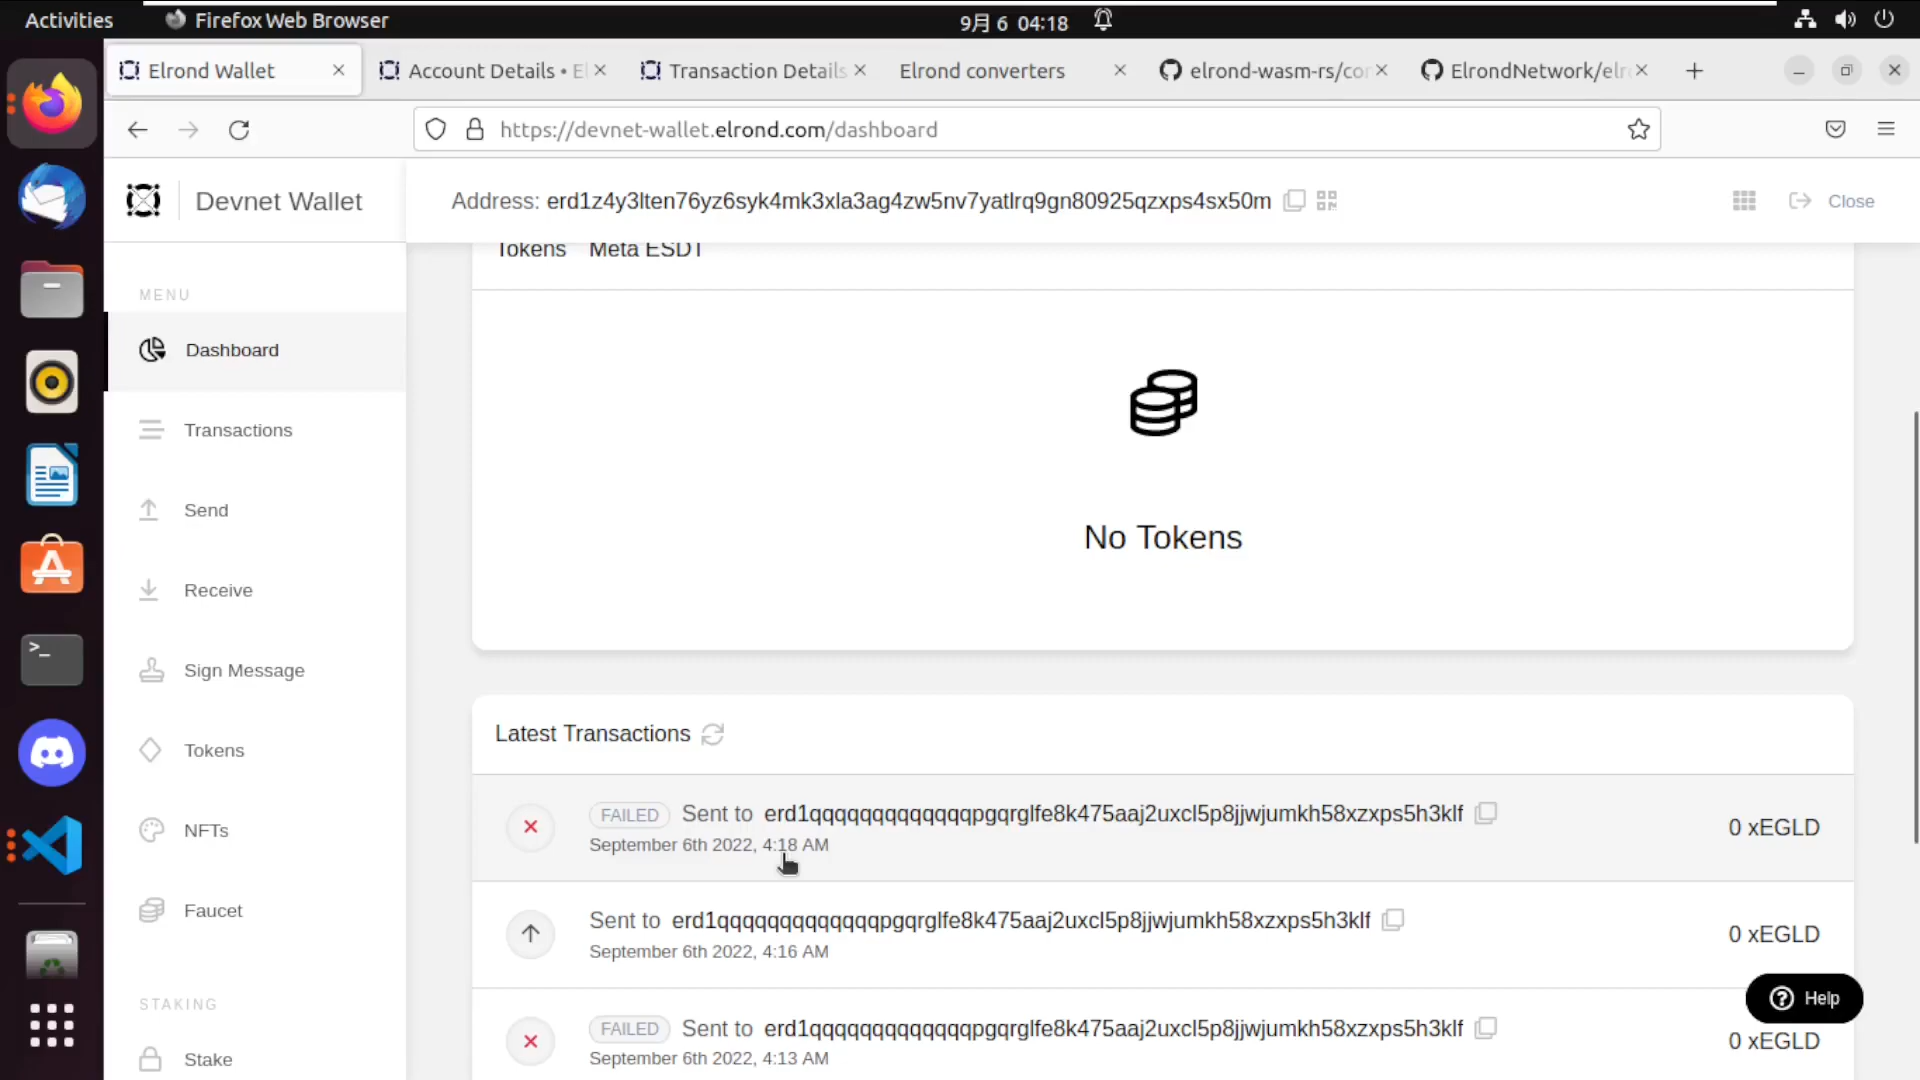 Activities
Firefox Web Browser
9月 6 04:18
Elrond Wallet
Account Details • El
Transaction Details
Elrond converters
elrond-wasm-rs/cor
ElrondNetwork/elr
https://devnet-wallet.elrond.com/dashboard
Devnet Wallet
Address: erd1z4y3lten76yz6syk4mk3xla3ag4zw5nv7yatlrq9gn80925qzxps4sx50m
Close
Tokens
Meta ESDT
MENU
Dashboard
Transactions
Send
Receive
Sign Message
Tokens
NFTs
Faucet
STAKING
Stake
No Tokens
Latest Transactions
FAILED Sent to erd1qqqqqqqqqqqqqpgqrglfe8k475aaj2uxcl5p8jjwjumkh58xzxps5h3klf
September 6th 2022, 4:18 AM
0 xEGLD
Sent to erd1qqqqqqqqqqqqqpgqrglfe8k475aaj2uxcl5p8jjwjumkh58xzxps5h3klf
September 6th 2022, 4:16 AM
0 xEGLD
FAILED Sent to erd1qqqqqqqqqqqqqpgqrglfe8k475aaj2uxcl5p8jjwjumkh58xzxps5h3klf
September 6th 2022, 4:13 AM
0 xEGLD
Help